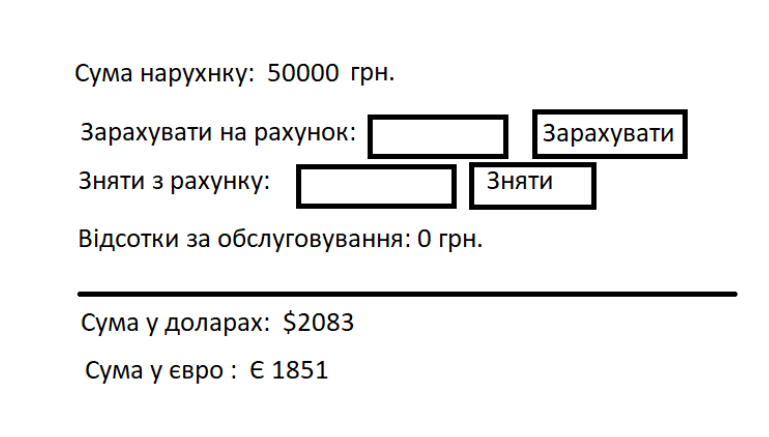 Сума нарухнку: 50000 грн.
Зарахувати на рахунок: Зарахувати
Зняти з рахунку: Зняти
Відсотки за обслуговування: 0 грн.
Сума у доларах: $2083
Сума у євро : Є 1851